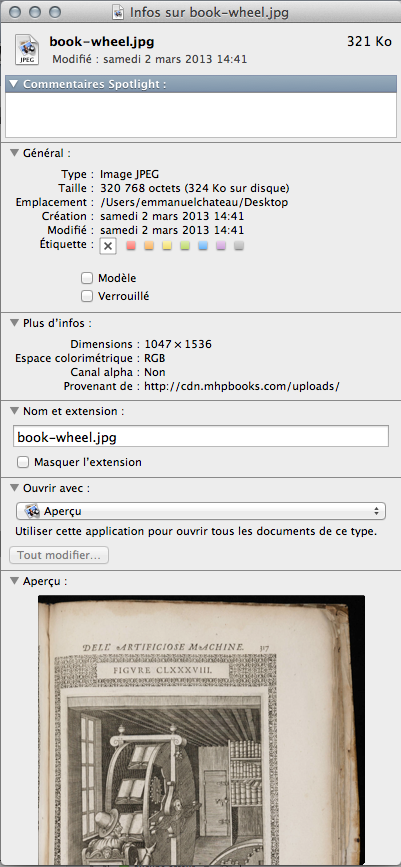 Infos sur book-wheel.jpg
JPEG
book-wheel.jpg 321 Ko
Modifié : samedi 2 mars 2013 14:41
Commentaires Spotlight :
Général :
Type : Image JPEG
Taille : 320 768 octets (324 Ko sur disque)
Emplacement : /Users/emmanuelchateau/Desktop
Création : samedi 2 mars 2013 14:41
Modifié : samedi 2 mars 2013 14:41
Étiquette :
Modèle
Verrouillé
Plus d'infos :
Dimensions : 1047 × 1536
Espace colorimétrique : RGB
Canal alpha : Non
Provenant de : http://cdn.mhpbooks.com/uploads/
Nom et extension :
book-wheel.jpg
Masquer l'extension
Ouvrir avec :
Aperçu
Utiliser cette application pour ouvrir tous les documents de ce type.
Tout modifier...
Aperçu :
DELL' ARTIFICIOSE MACHINE. 317
FIGVRE CLXXXVIII.